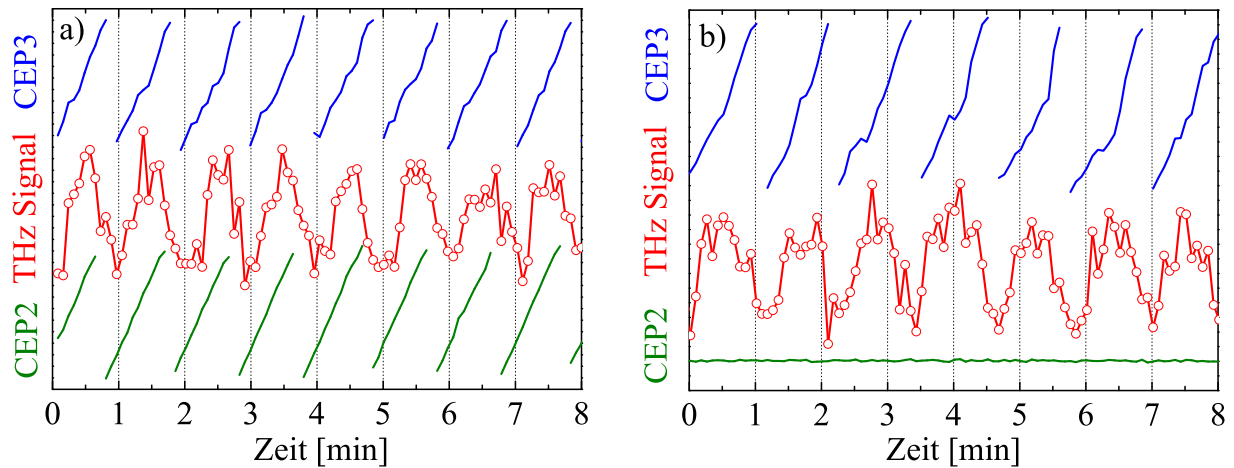 a)
CEP3
THz Signal
CEP2
0 1 2 3 4 5 6 7 8
Zeit [min]
b)
CEP3
THz Signal
CEP2
0 1 2 3 4 5 6 7 8
Zeit [min]